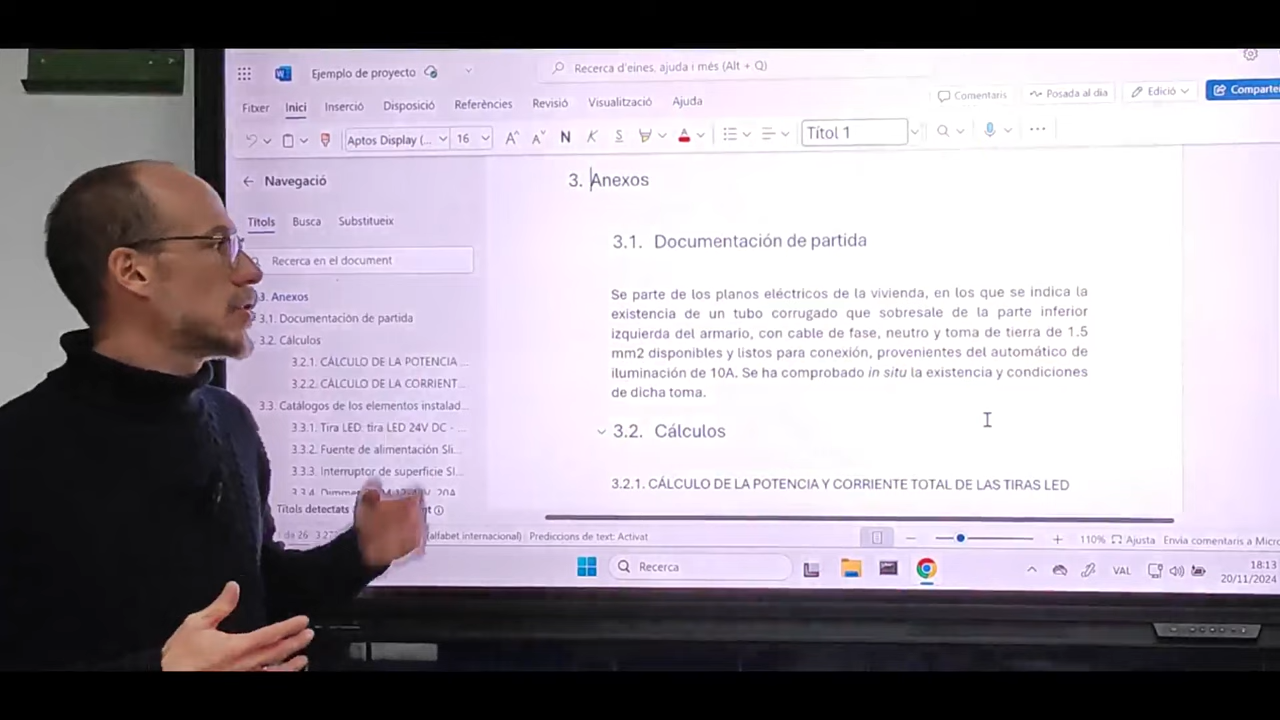 Ejemplo de proyecto
Recerca d'eines, ajuda i més (Alt + Q)
Fitxer Inici Inserció Disposició Referències Revisió Visualització Ajuda
Comentaris Posada al dia Edició Comparte
Aptos Display (... 16 N K S A Títol 1
Navegació
Títols Busca Substitueix
Recerca en el document
3. Anexos
3.1. Documentación de partida
3.2. Cálculos
3.2.1. CÁLCULO DE LA POTENCIA ...
3.2.2. CÁLCULO DE LA CORRIENT...
3.3. Catálogos de los elementos instalad...
3.3.1. Tira LED: tira LED 24V DC - ...
3.3.2. Fuente de alimentación Sli...
3.3.3. Interruptor de superficie Sl...
3.3.4.
Títols detectats
3. Anexos
3.1. Documentación de partida
Se parte de los planos eléctricos de la vivienda, en los que se indica la
existencia de un tubo corrugado que sobresale de la parte inferior
izquierda del armario, con cable de fase, neutro y toma de tierra de 1.5
mm2 disponibles y listos para conexión, provenientes del automático de
iluminación de 10A. Se ha comprobado in situ la existencia y condiciones
de dicha toma.
3.2. Cálculos
3.2.1. CÁLCULO DE LA POTENCIA Y CORRIENTE TOTAL DE LAS TIRAS LED
da 26 (alfabet internacional) Prediccions de text: Activat
110% Ajusta Envia comentaris a Micro
Recerca
VAL
18:13
20/11/2024